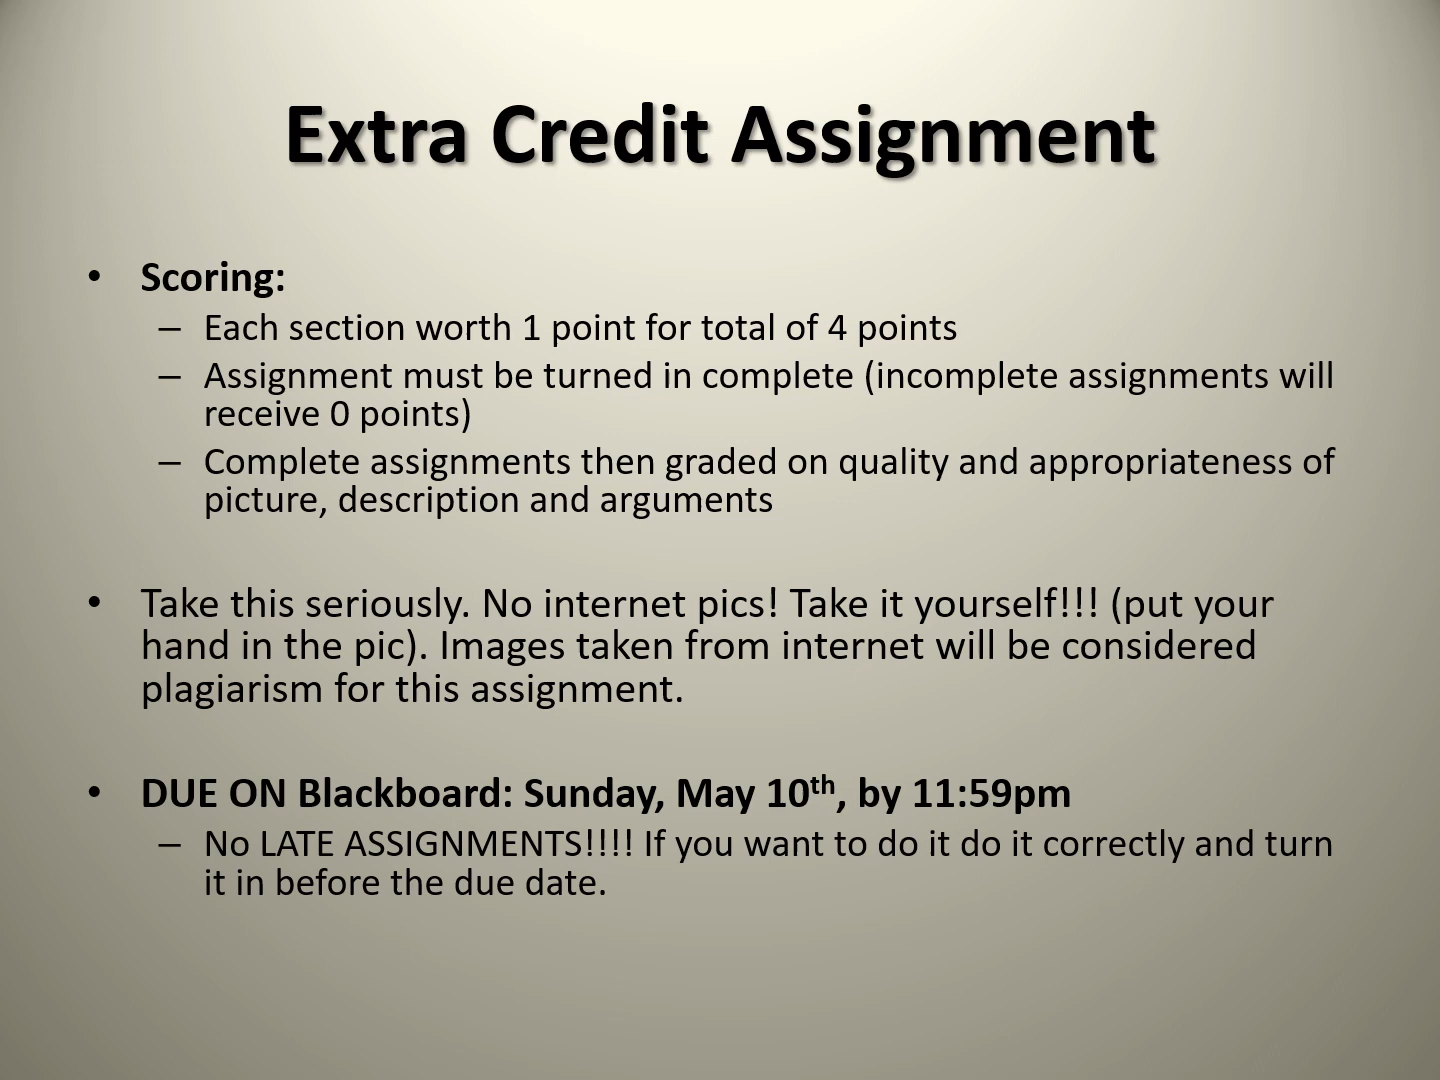 Extra Credit Assignment
• Scoring:
– Each section worth 1 point for total of 4 points
– Assignment must be turned in complete (incomplete assignments will
receive 0 points)
– Complete assignments then graded on quality and appropriateness of
picture, description and arguments
• Take this seriously. No internet pics! Take it yourself!!! (put your
hand in the pic). Images taken from internet will be considered
plagiarism for this assignment.
• DUE ON Blackboard: Sunday, May 10th, by 11:59pm
– No LATE ASSIGNMENTS!!!! If you want to do it do it correctly and turn
it in before the due date.